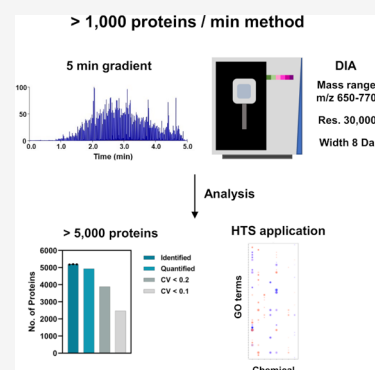 > 1,000 proteins / min method
5 min gradient
DIA
100
50
0
0.0 1.0 2.0 3.0 4.0 5.0
Time (min)
Mass range
m/z 650-770
Res. 30,000
Width 8 Da
Analysis
> 5,000 proteins
HTS application
6000
5000
4000
3000
2000
1000
0
No. of Proteins
Identified
Quantified
CV < 0.2
CV < 0.1
GO terms
Chemical